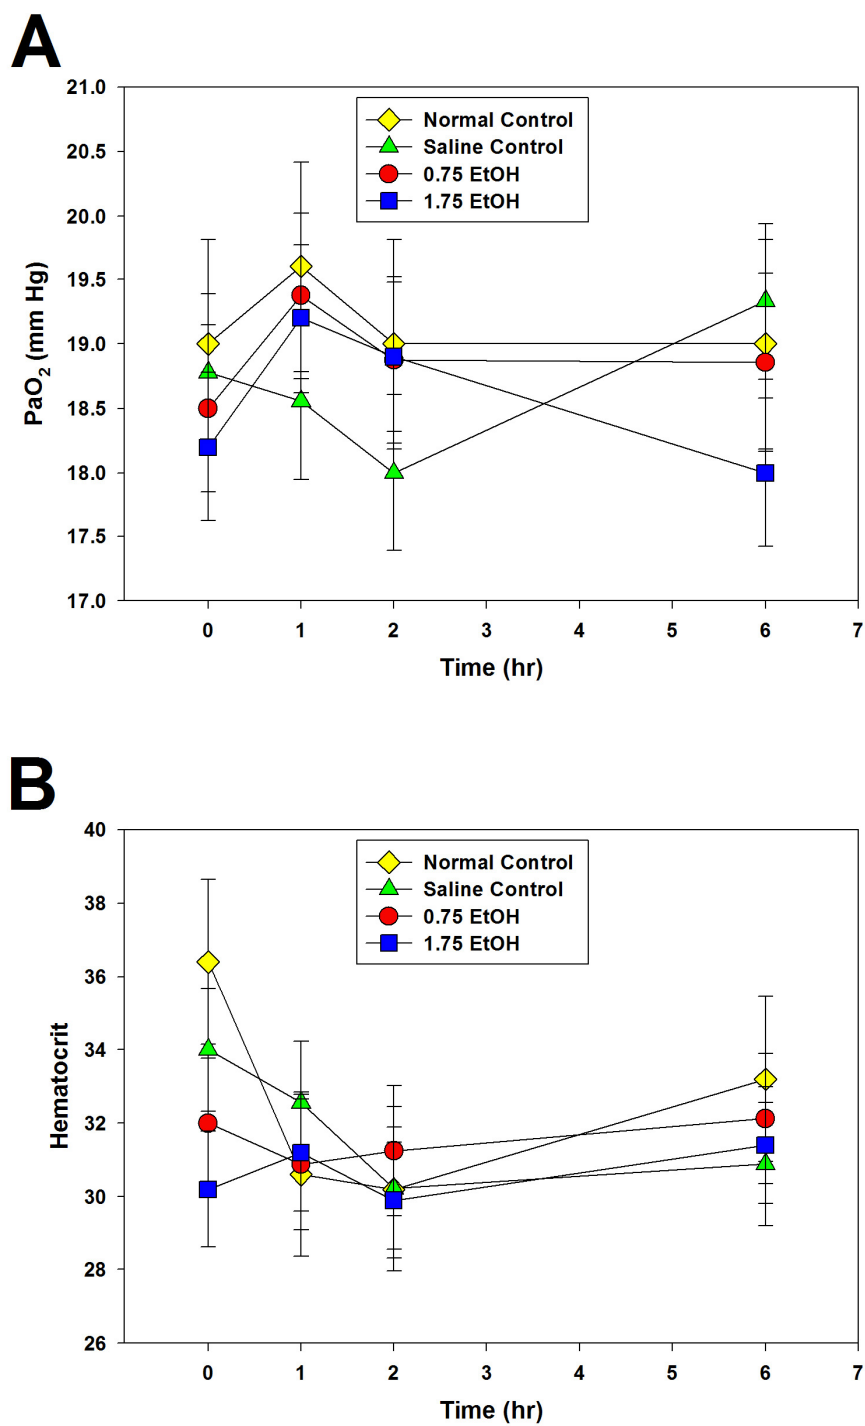 A
21.0
20.5
20.0
19.5
19.0
18.5
18.0
17.5
17.0
PaO2 (mm Hg)
Normal Control
Saline Control
0.75 EtOH
1.75 EtOH
0 1 2 3 4 5 6 7
Time (hr)
B
40
38
36
34
32
30
28
26
Hematocrit
Normal Control
Saline Control
0.75 EtOH
1.75 EtOH
0 1 2 3 4 5 6 7
Time (hr)